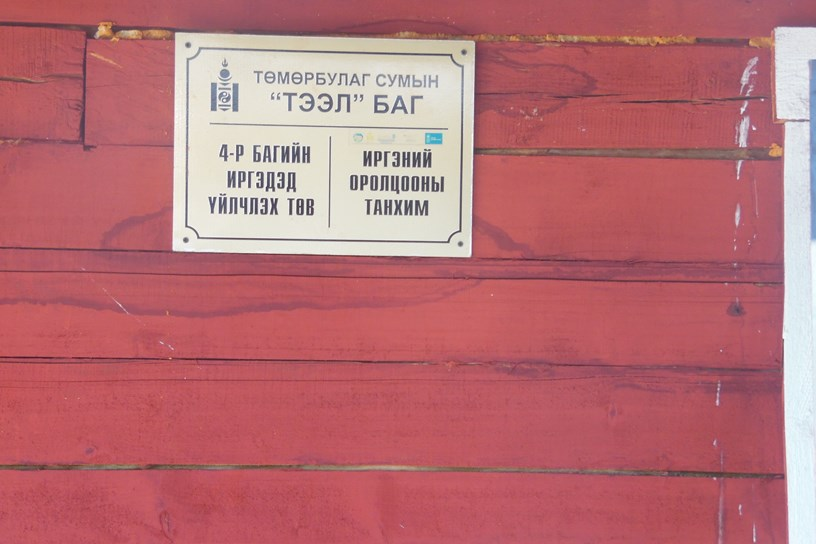 ТӨМӨРБУЛАГ СУМЫН
“ТЭЭЛ” БАГ
4-Р БАГИЙН
ИРГЭДЭД
ҮЙЛЧЛЭХ ТӨВ
ИРГЭНИЙ
ОРОЛЦООНЫ
ТАНХИМ